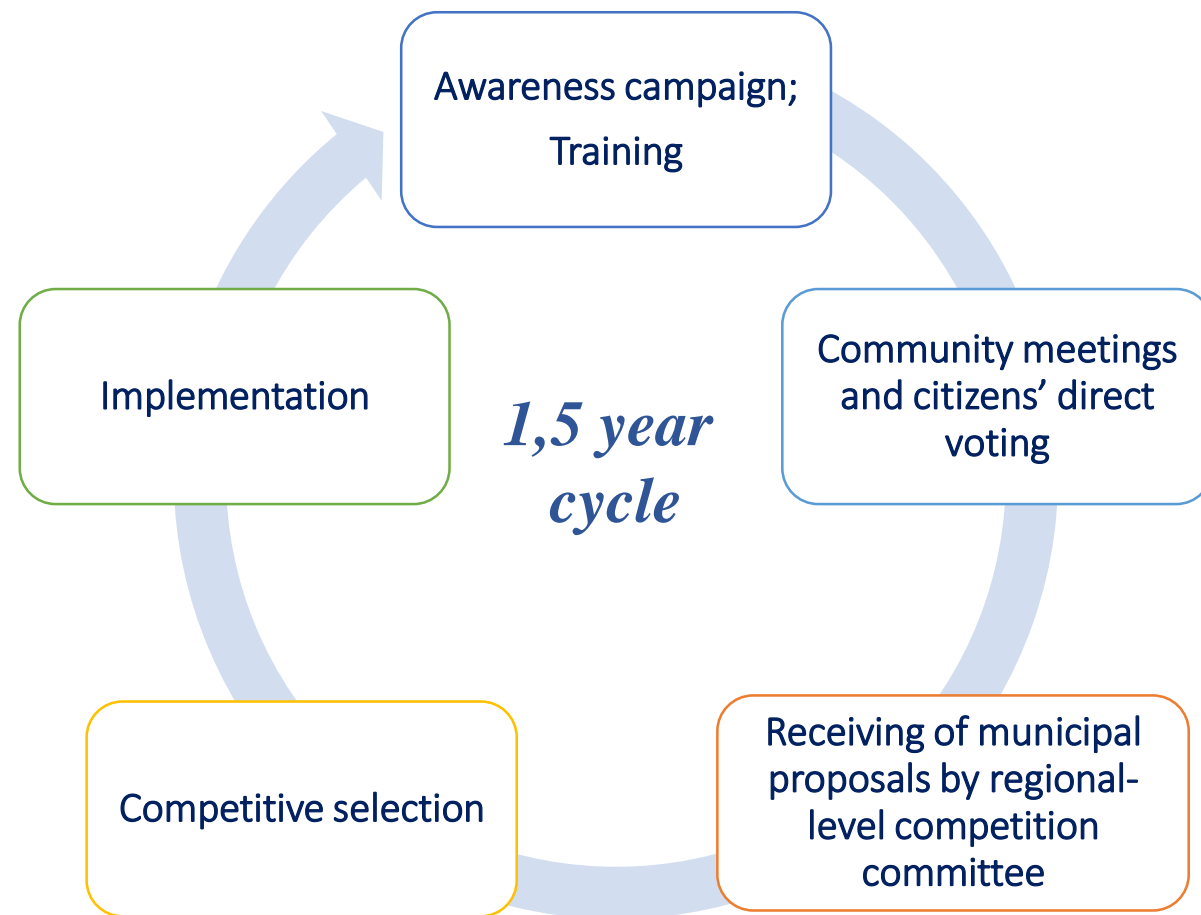 Awareness campaign;
Training
Community meetings
and citizens’ direct
voting
Receiving of municipal
proposals by regional-
level competition
committee
Competitive selection
Implementation
1,5 year
cycle